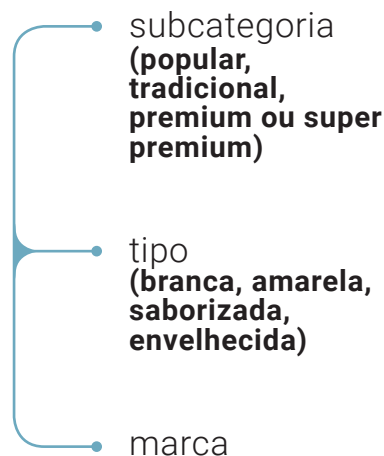 subcategoria
(popular,
tradicional,
premium ou super
premium)
tipo
(branca, amarela,
saborizada,
envelhecida)
marca